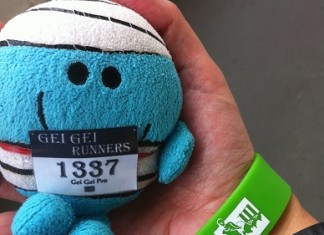 GEI GEI
RUNNERS
1337
Gei Gei Pro